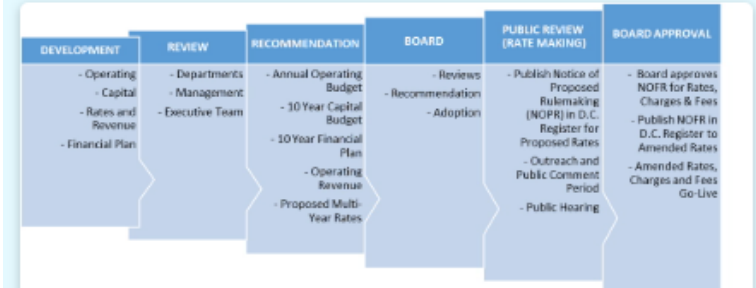 DEVELOPMENT
- Operating
- Capital
- Rates and
Revenue
- Financial Plan
REVIEW
- Departments
- Management
- Executive Team
RECOMMENDATION
- Annual Operating
Budget
- 10 Year Capital
Budget
- 10 Year Financial
Plan
- Operating
Revenue
- Proposed Multi-
Year Rates
BOARD
- Reviews
- Recommendation
- Adoption
PUBLIC REVIEW
(RATE MAKING)
- Publish Notice of
Proposed
Rulemaking
(NOPR) in D.C.
Register for
Proposed Rates
- Outreach and
Public Comment
Period
- Public Hearing
BOARD APPROVAL
- Board approves
NOFR for Rates,
Charges & Fees
- Publish NOFR in
D.C. Register to
Amended Rates
- Amended Rates,
Charges and Fees
Go-Live